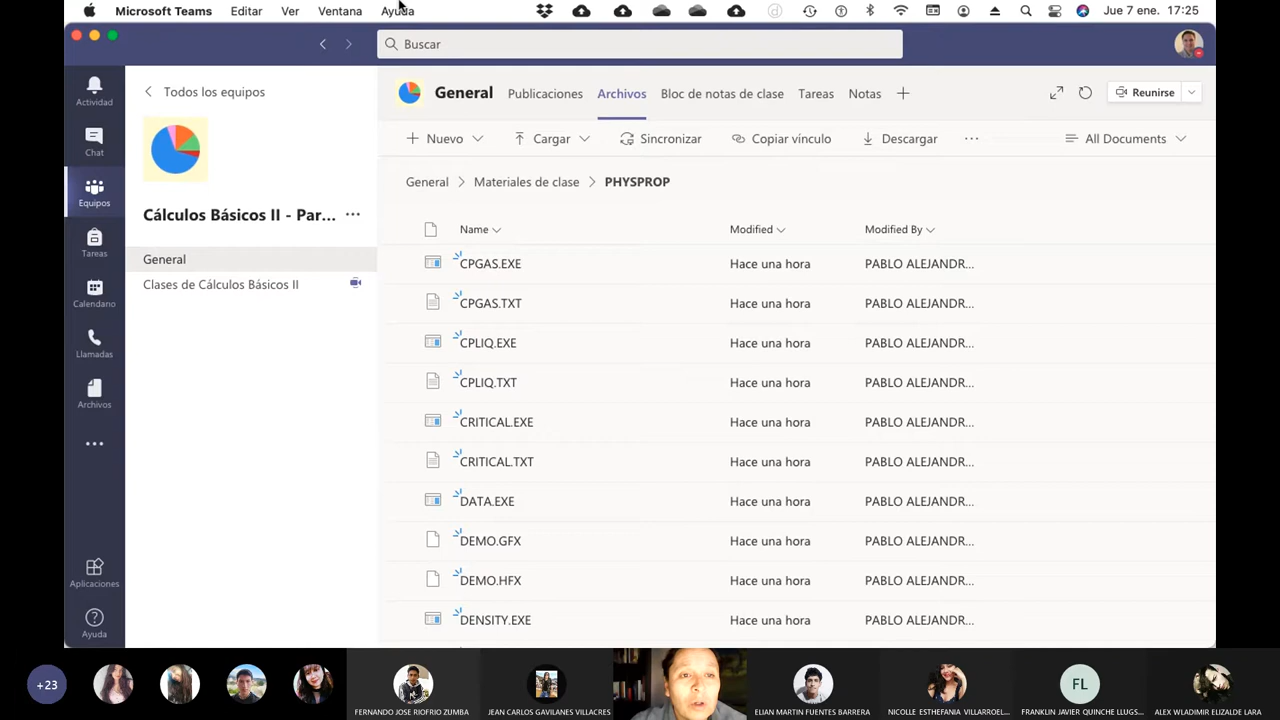 Microsoft Teams Editar Ver Ventana Ayuda Jue 7 ene. 17:25
Buscar
Actividad
Chat
Equipos
Tareas
Calendario
Llamadas
Archivos
Aplicaciones
Ayuda
Todos los equipos
Cálculos Básicos II - Par... ...
General
Clases de Cálculos Básicos II
General Publicaciones Archivos Bloc de notas de clase Tareas Notas + Reunirse
+ Nuevo Cargar Sincronizar Copiar vínculo Descargar ... All Documents
General > Materiales de clase > PHYSPROP
Name Modified Modified By
CPGAS.EXE Hace una hora PABLO ALEJANDR...
CPGAS.TXT Hace una hora PABLO ALEJANDR...
CPLIQ.EXE Hace una hora PABLO ALEJANDR...
CPLIQ.TXT Hace una hora PABLO ALEJANDR...
CRITICAL.EXE Hace una hora PABLO ALEJANDR...
CRITICAL.TXT Hace una hora PABLO ALEJANDR...
DATA.EXE Hace una hora PABLO ALEJANDR...
DEMO.GFX Hace una hora PABLO ALEJANDR...
DEMO.HFX Hace una hora PABLO ALEJANDR...
DENSITY.EXE Hace una hora PABLO ALEJANDR...
+23
FERNANDO JOSE RIOFRIO ZUMBA
JEAN CARLOS GAVILANES VILLACRES
ELIAN MARTIN FUENTES BARRERA
NICOLLE ESTHEFANIA VILLARROEL...
FL
FRANKLIN JAVIER QUINCHE LLUGS...
ALEX WLADIMIR ELIZALDE LARA